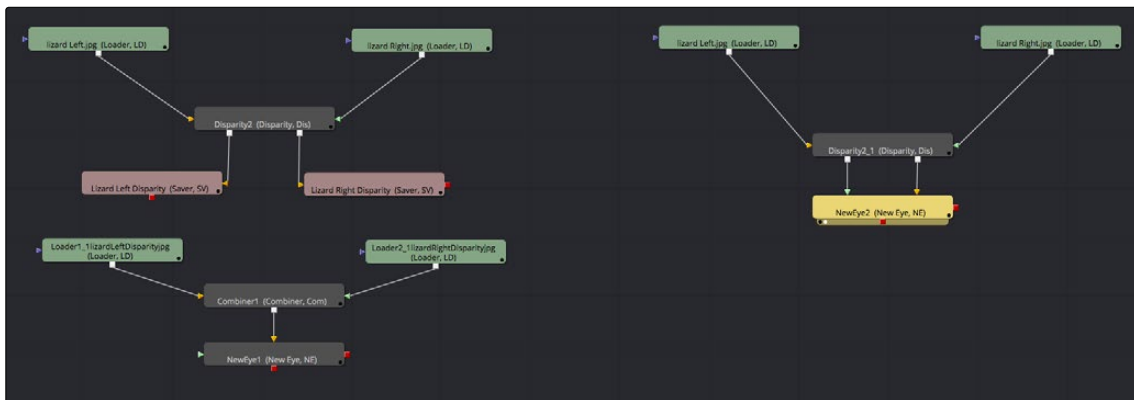 lizard Left.jpg (Loader, LD)
lizard Right.jpg (Loader, LD)
Disparity2 (Disparity, Dis)
Lizard Left Disparity (Saver, SV)
Lizard Right Disparity (Saver, SV)
Loader1_1lizardLeftDisparityjpg
(Loader, LD)
Loader2_1lizardRightDisparityjpg
(Loader, LD)
Combiner1 (Combiner, Com)
NewEye1 (New Eye, NE)
lizard Left.jpg (Loader, LD)
lizard Right.jpg (Loader, LD)
Disparity2_1 (Disparity, Dis)
NewEye2 (New Eye, NE)